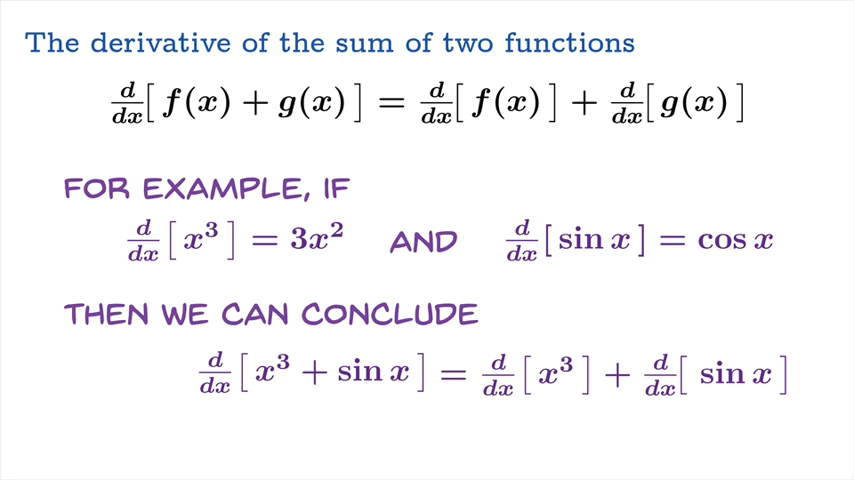 The derivative of the sum of two functions
d/dx[ f(x) + g(x) ] = d/dx[ f(x) ] + d/dx[ g(x) ]
FOR EXAMPLE, IF
d/dx[ x³ ] = 3x² AND d/dx[ sin x ] = cos x
THEN WE CAN CONCLUDE
d/dx[ x³ + sin x ] = d/dx[ x³ ] + d/dx[ sin x ]